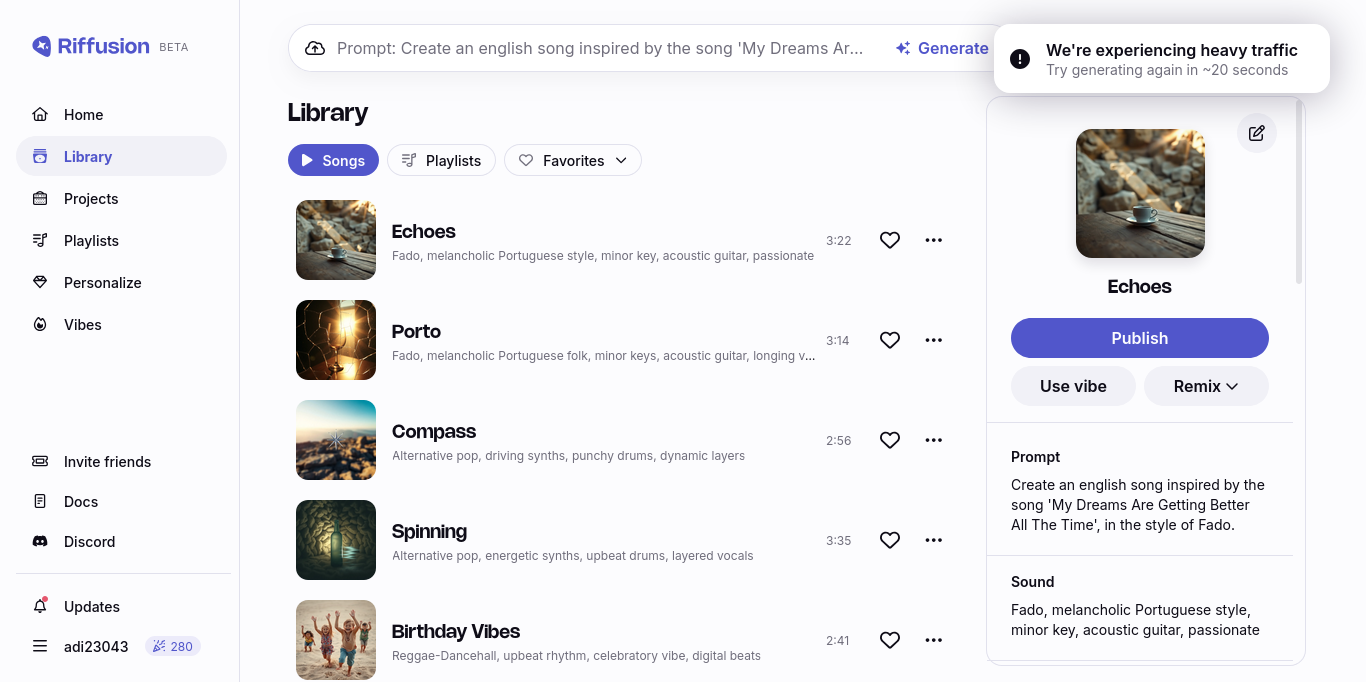 Riffusion BETA
Home
Library
Projects
Playlists
Personalize
Vibes
Invite friends
Docs
Discord
Updates
adi23043 280
Prompt: Create an english song inspired by the song 'My Dreams Ar...
Generate
We're experiencing heavy traffic
Try generating again in ~20 seconds
Library
Songs
Playlists
Favorites
Echoes
Fado, melancholic Portuguese style, minor key, acoustic guitar, passionate
3:22
Porto
Fado, melancholic Portuguese folk, minor keys, acoustic guitar, longing v...
3:14
Compass
Alternative pop, driving synths, punchy drums, dynamic layers
2:56
Spinning
Alternative pop, energetic synths, upbeat drums, layered vocals
3:35
Birthday Vibes
Reggae-Dancehall, upbeat rhythm, celebratory vibe, digital beats
2:41
Echoes
Publish
Use vibe
Remix
Prompt
Create an english song inspired by the
song 'My Dreams Are Getting Better
All The Time', in the style of Fado.
Sound
Fado, melancholic Portuguese style,
minor key, acoustic guitar, passionate